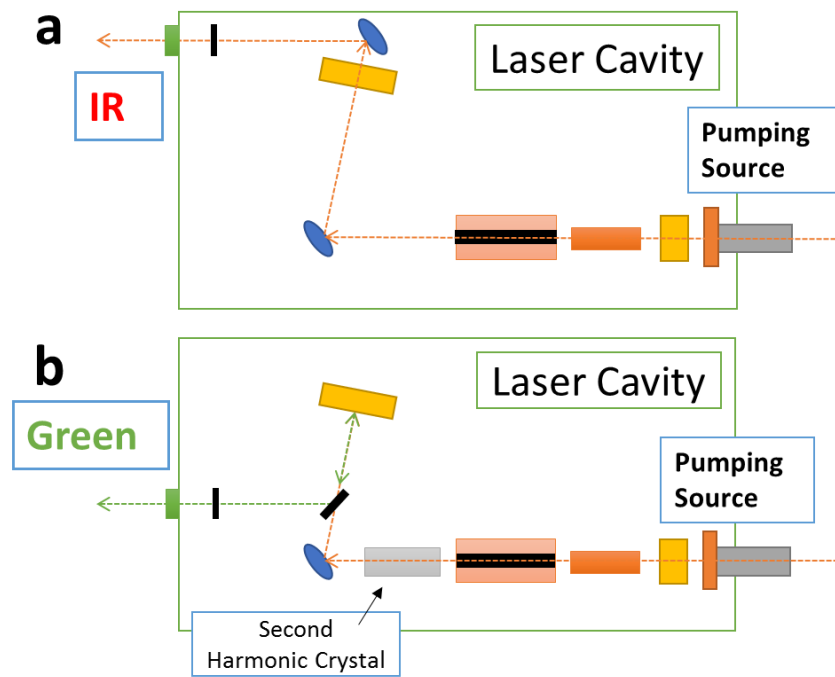 a
Laser Cavity
IR
Pumping
Source
b
Laser Cavity
Green
Pumping
Source
Second
Harmonic Crystal